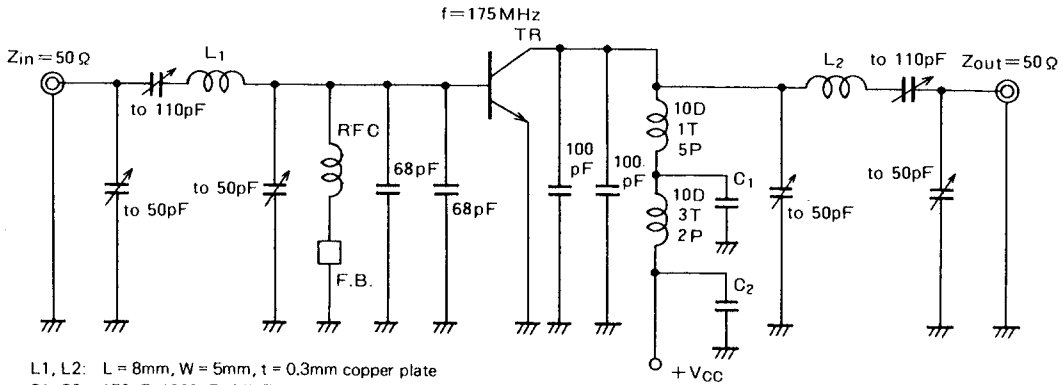 f=175MHz
TR
Zin=50Ω
L1
to 110pF
L2
to 110pF
Zout=50Ω
RFC
10D
1T
5P
100
pF
100
pF
68pF
68pF
to 50pF
to 50pF
C1
10D
3T
2P
to 50pF
to 50pF
F.B.
C2
+VCC
L1, L2: L = 8mm, W = 5mm, t = 0.3mm copper plate